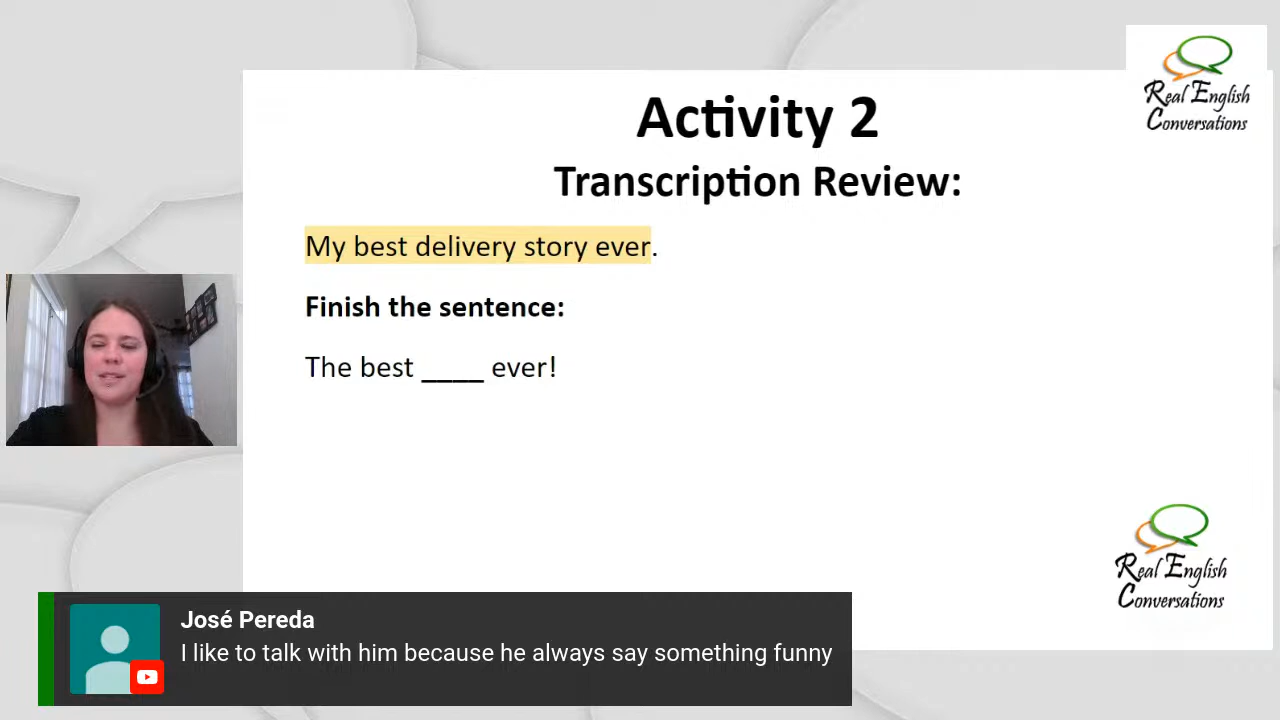 Real English
Conversations
Activity 2
Transcription Review:
My best delivery story ever.
Finish the sentence:
The best ____ ever!
Real English
Conversations
José Pereda
I like to talk with him because he always say something funny